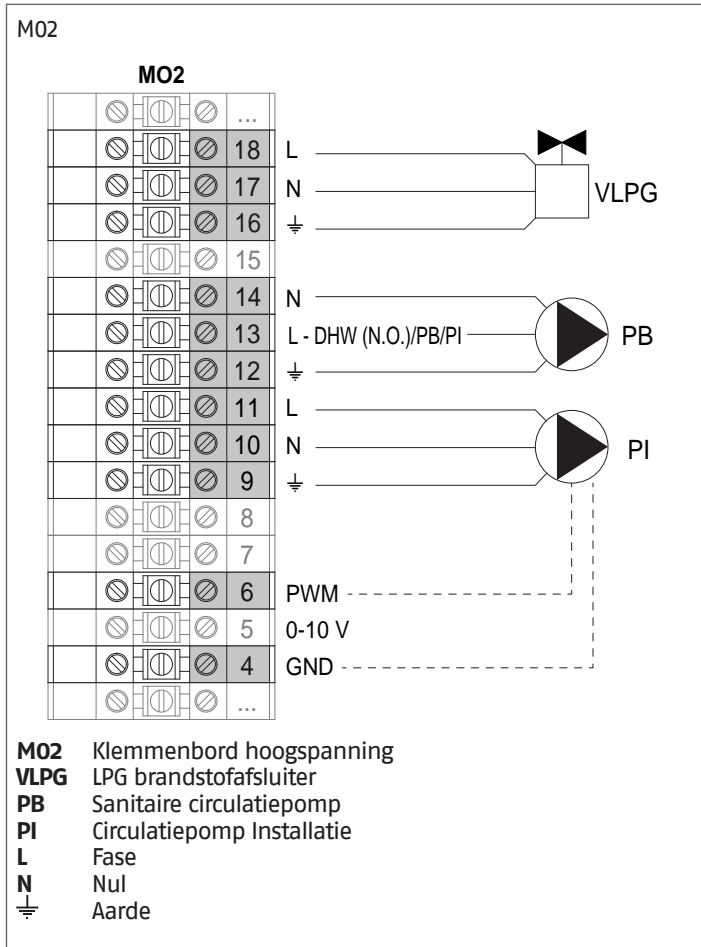 M02
MO2
...
18 L
17 N VLPG
16 ⏚
15
14 N
13 L - DHW (N.O.)/PB/PI PB
12 ⏚
11 L
10 N PI
9 ⏚
8
7
6 PWM
5 0-10 V
4 GND
...
M02 Klemmenbord hoogspanning
VLPG LPG brandstofafsluiter
PB Sanitaire circulatiepomp
PI Circulatiepomp Installatie
L Fase
N Nul
⏚ Aarde